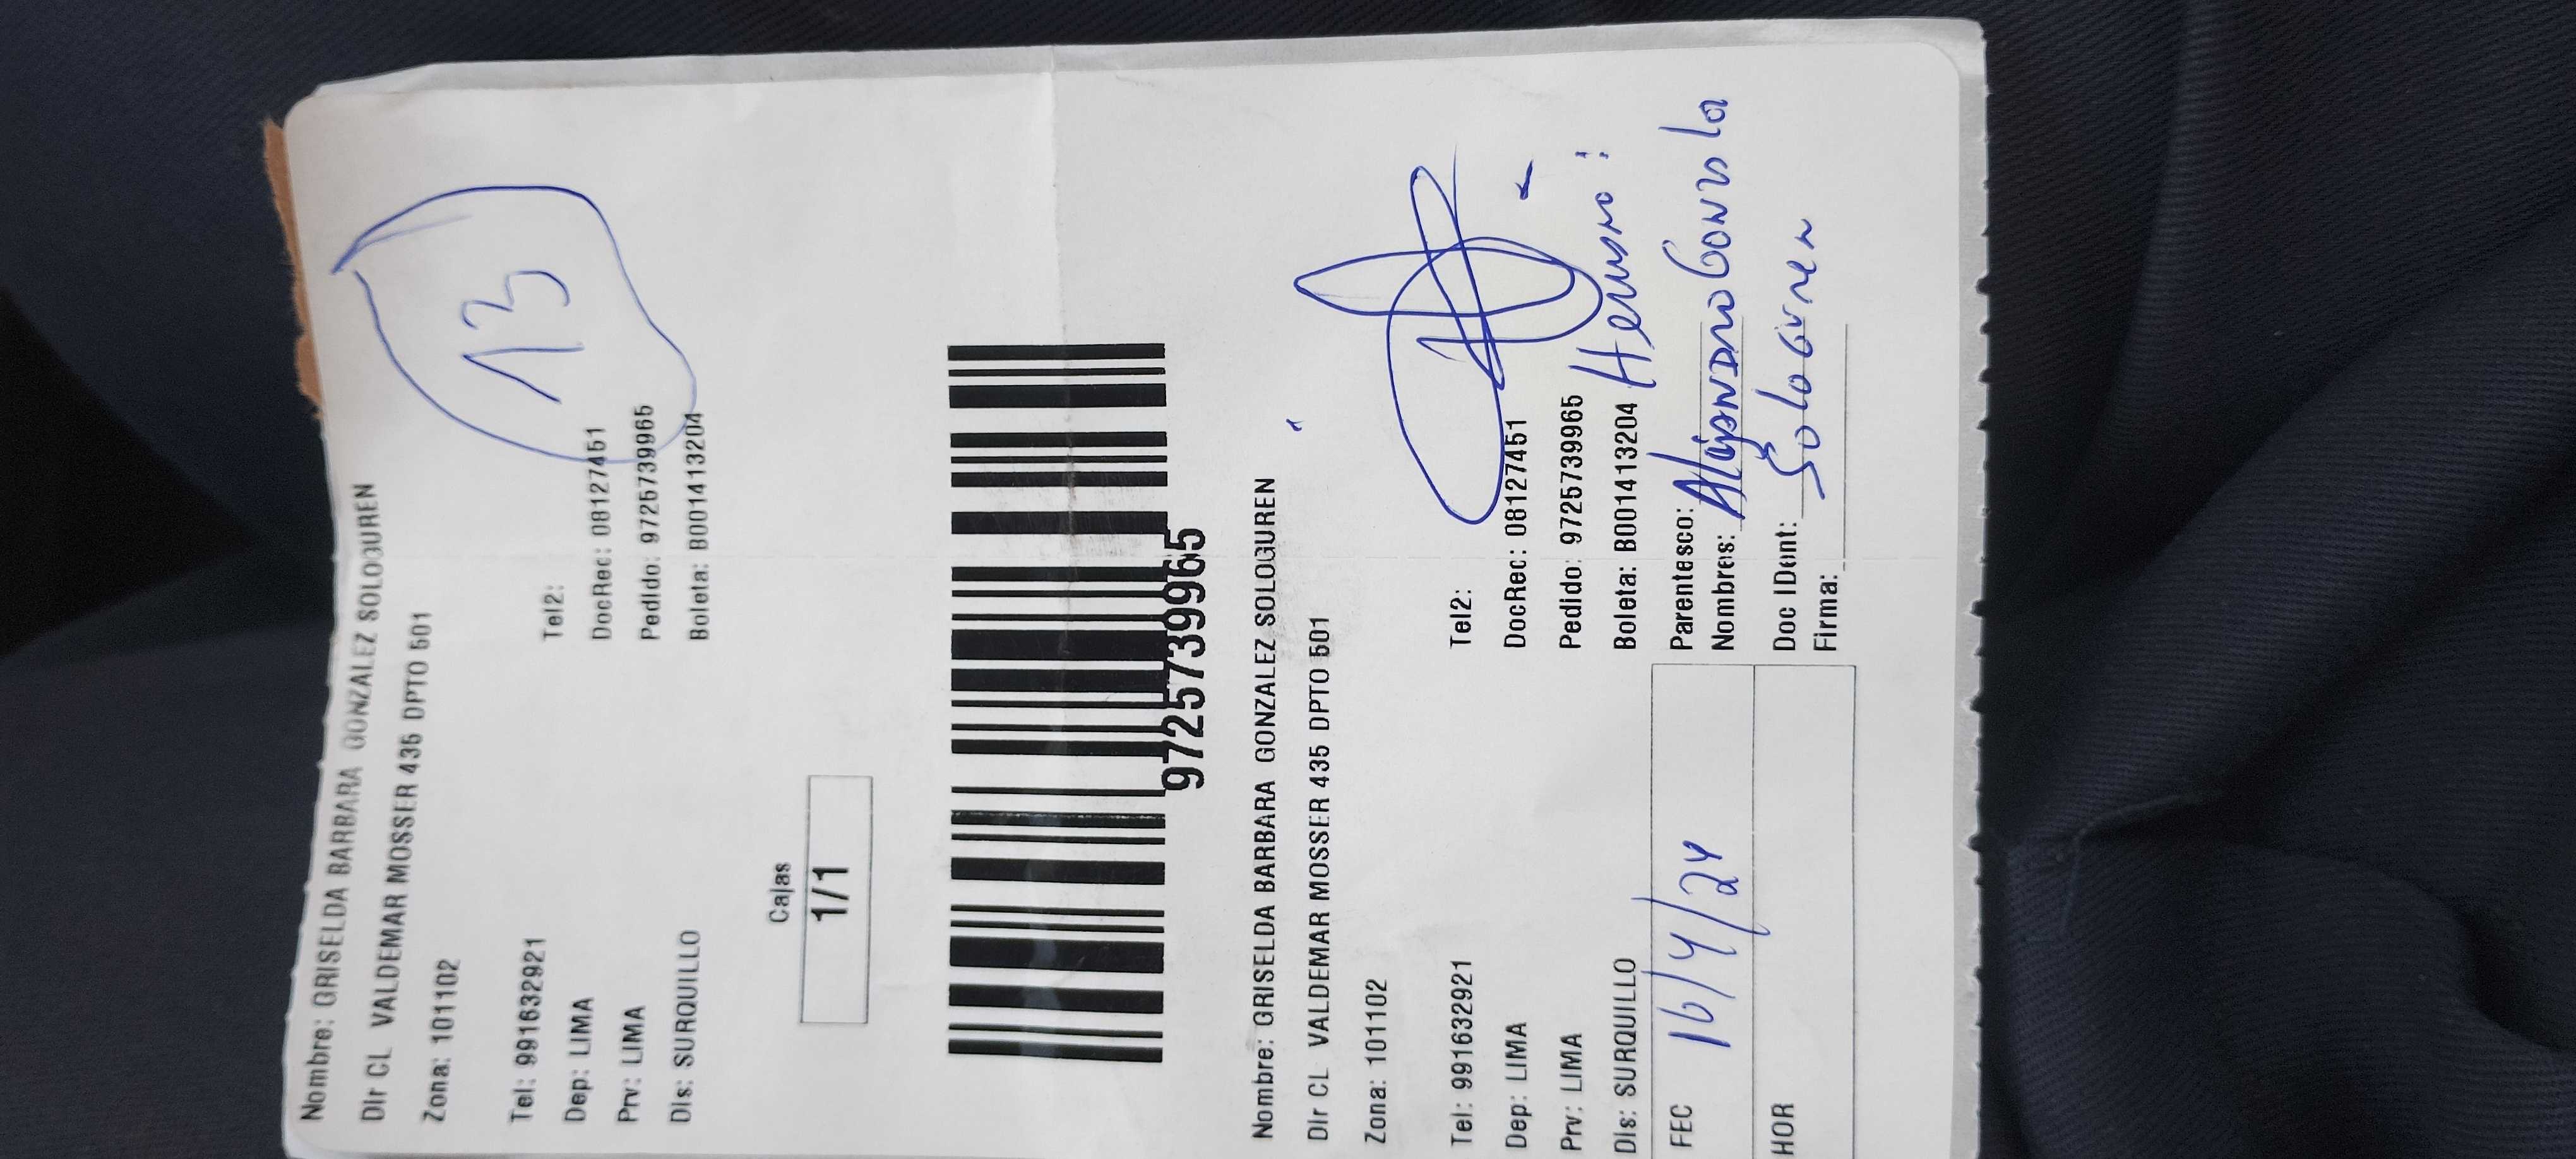 Nombre: GRISELDA BARBARA GONZALEZ SOLOGUREN
Dir CL VALDEMAR MOSSER 435 DPTO 501
Zona: 101102
13
Tel: 991632921 Tel2:
Dep: LIMA DocRec: 08127451
Prv: LIMA Pedido: 9725739965
Dis: SURQUILLO Boleta: B001413204
Cajas
1/1
9725739965
Nombre: GRISELDA BARBARA GONZALEZ SOLOGUREN
Dir CL VALDEMAR MOSSER 435 DPTO 501
Zona: 101102
Tel: 991632921 Tel2:
Dep: LIMA DocRec: 08127451
Prv: LIMA Pedido: 9725739965
Dis: SURQUILLO Boleta: B001413204
FEC 16/4/24 Parentesco: Hermano
Nombres: Alejandro
HOR Doc IDent: Sologuren
Firma: